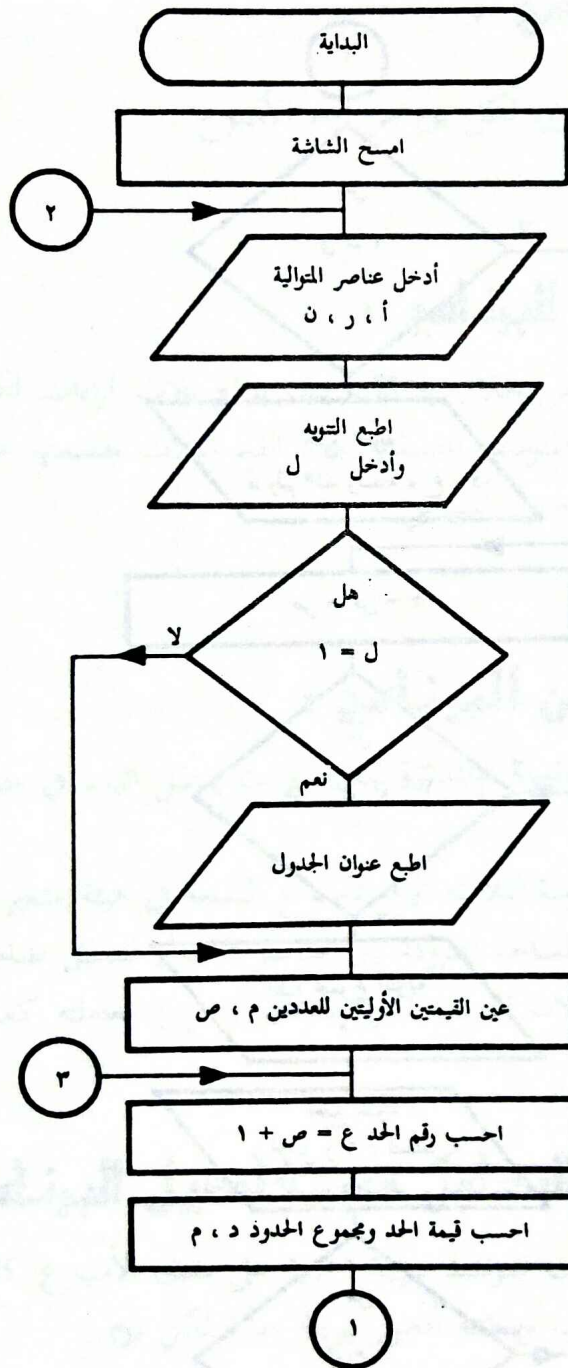 البداية
امسح الشاشة
٢
أدخل عناصر المتوالية
أ ، ر ، ن
اطبع التنويه
وأدخل ل
هل
ل = ١
لا
نعم
اطبع عنوان الجدول
عين القيمتين الأوليتين للعددين م ، ص
٣
احسب رقم الحد ع = ص + ١
احسب قيمة الحد ومجموع الحدود د ، م
١